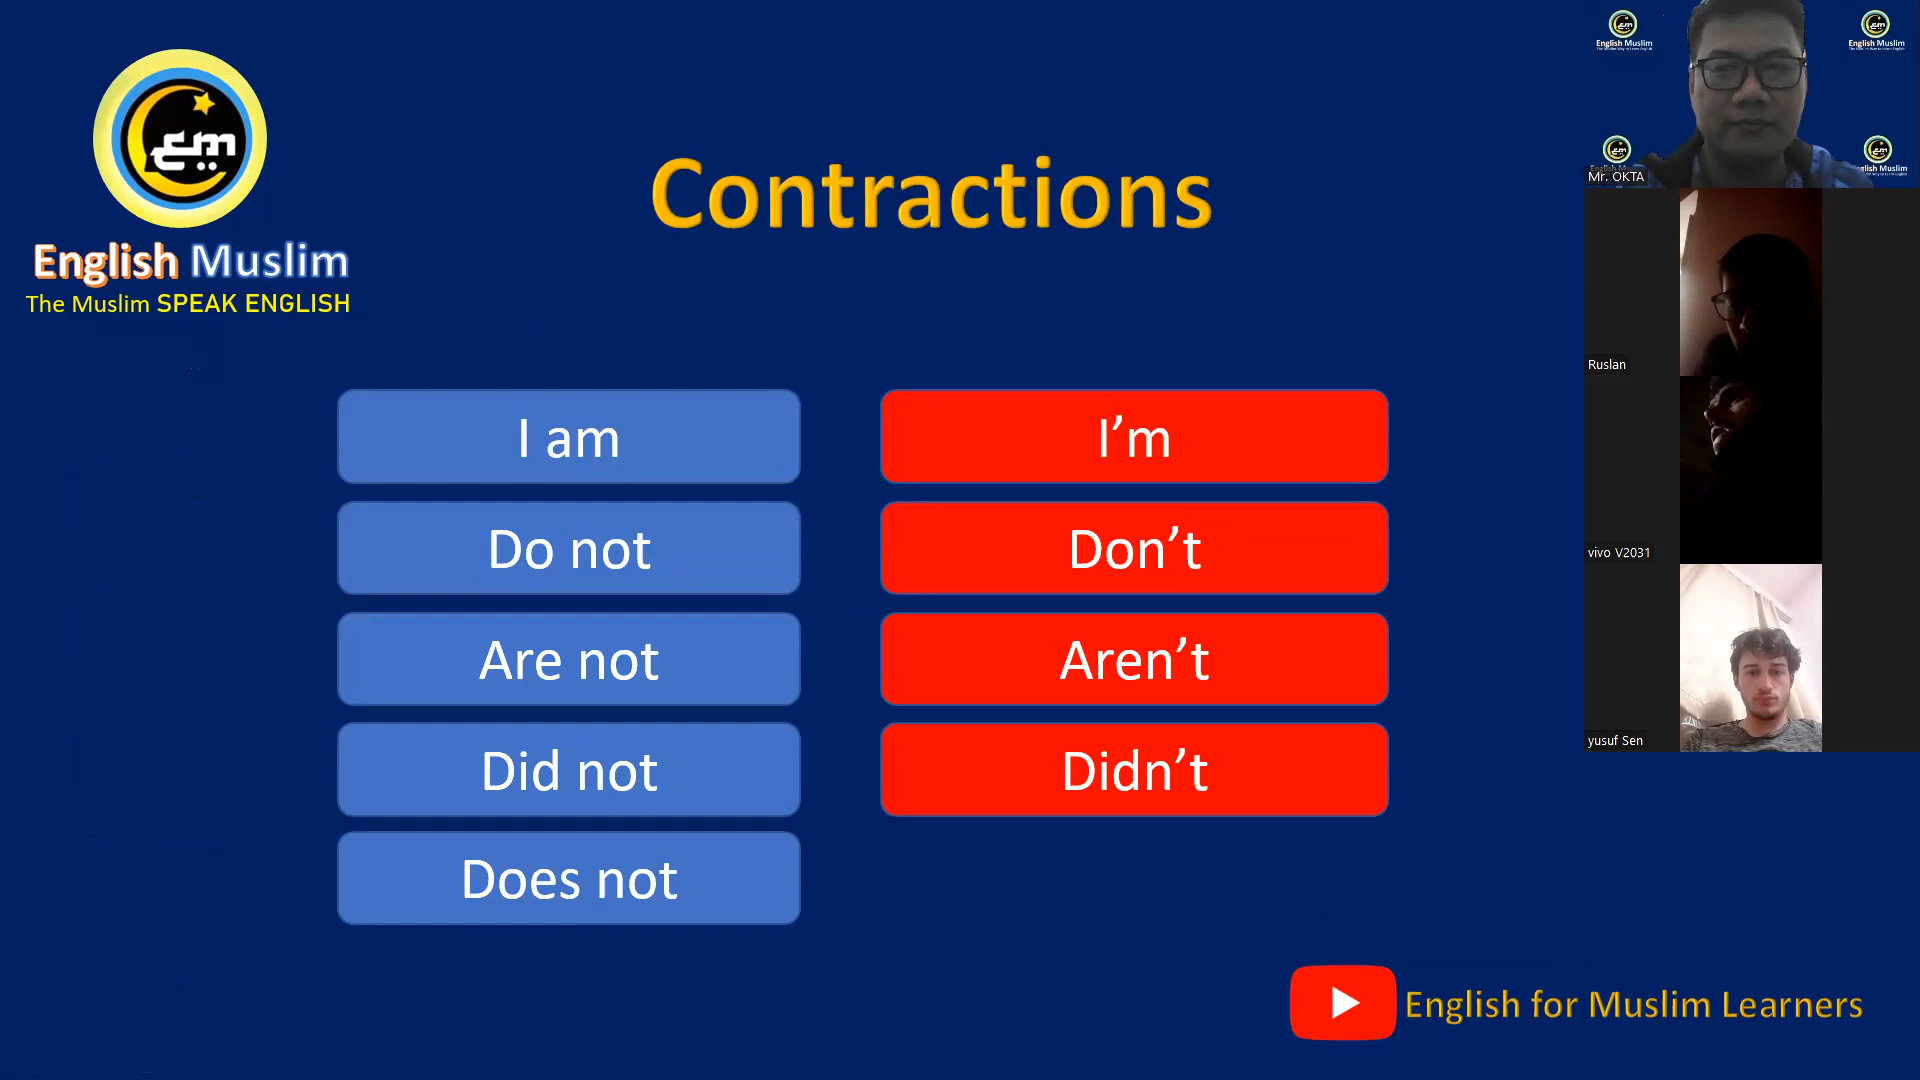 English Muslim
The Muslim SPEAK ENGLISH
Contractions
I am
I’m
Do not
Don’t
Are not
Aren’t
Did not
Didn’t
Does not
English for Muslim Learners
English Muslim
English Muslim
Mr. OKTA
Ruslan
vivo V2031
yusuf Sen